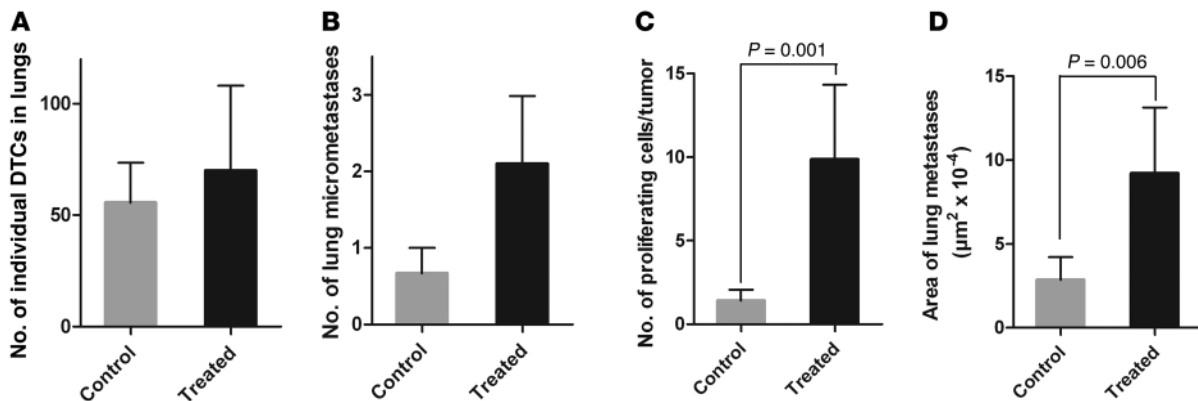 A
No. of individual DTCs in lungs
100
50
0
Control
Treated
B
No. of lung micrometastases
3
2
1
0
Control
Treated
C
P = 0.001
No. of proliferating cells/tumor
15
10
5
0
Control
Treated
D
P = 0.006
Area of lung metastases
(µm² x 10⁻⁴)
15
10
5
0
Control
Treated